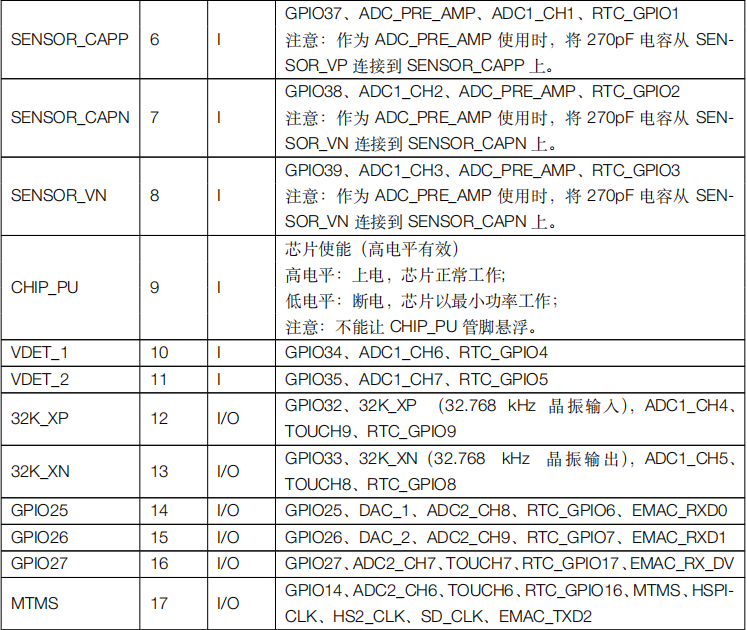 GPIO37、ADC_PRE_AMP、ADC1_CH1、RTC_GPIO1
SENSOR_CAPP 6 I 注意：作为 ADC_PRE_AMP 使用时，将 270pF 电容从 SEN-
SOR_VP 连接到 SENSOR_CAPP 上。
GPIO38、ADC1_CH2、ADC_PRE_AMP、RTC_GPIO2
SENSOR_CAPN 7 I 注意：作为 ADC_PRE_AMP 使用时，将 270pF 电容从 SEN-
SOR_VN 连接到 SENSOR_CAPN 上。
GPIO39、ADC1_CH3、ADC_PRE_AMP、RTC_GPIO3
SENSOR_VN 8 I 注意：作为 ADC_PRE_AMP 使用时，将 270pF 电容从 SEN-
SOR_VN 连接到 SENSOR_CAPN 上。
芯片使能（高电平有效）
高电平：上电，芯片正常工作;
CHIP_PU 9 I 低电平：断电，芯片以最小功率工作；
注意：不能让 CHIP_PU 管脚悬浮。
VDET_1 10 I GPIO34、ADC1_CH6、RTC_GPIO4
VDET_2 11 I GPIO35、ADC1_CH7、RTC_GPIO5
32K_XP 12 I/O GPIO32、32K_XP （32.768 kHz 晶振输入），ADC1_CH4、
TOUCH9、RTC_GPIO9
32K_XN 13 I/O GPIO33、32K_XN（32.768 kHz 晶振输出），ADC1_CH5、
TOUCH8、RTC_GPIO8
GPIO25 14 I/O GPIO25、DAC_1、ADC2_CH8、RTC_GPIO6、EMAC_RXD0
GPIO26 15 I/O GPIO26、DAC_2、ADC2_CH9、RTC_GPIO7、EMAC_RXD1
GPIO27 16 I/O GPIO27、ADC2_CH7、TOUCH7、RTC_GPIO17、EMAC_RX_DV
MTMS 17 I/O GPIO14、ADC2_CH6、TOUCH6、RTC_GPIO16、MTMS、HSPI-
CLK、HS2_CLK、SD_CLK、EMAC_TXD2